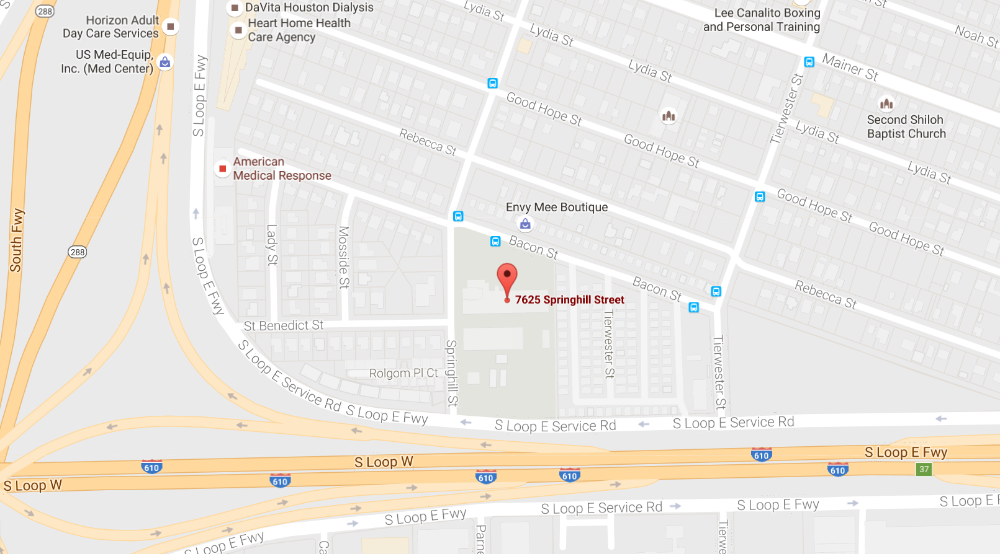 S
288
Horizon Adult
Day Care Services
US Med-Equip,
Inc. (Med Center)
DaVita Houston Dialysis
Heart Home Health
Care Agency
Lydia St
Lydia St
Lydia St
Lydia St
Lydia St
Lee Canalito Boxing
and Personal Training
n St
Noah St
Mainer St
Tierwester St
Second Shiloh
Baptist Church
S Loop E Fwy
Good Hope St
Good Hope St
Good Hope St
Good Hope St
Rebecca St
American
Medical Response
Envy Mee Boutique
South Fwy
288
Lady St
Mosside St
S Loop E Fwy
Bacon St
Bacon St
Rebecca St
7625 Springhill Street
St Benedict St
Tierwester St
Tierwester St
Springhill St
Rolgom Pl Ct
S Loop E Service Rd
S Loop E Fwy
S Loop E Service Rd
S Loop E Service Rd
S Loop W
S Loop E Fwy
610
610
610
610
610
610
37
S Loop W
S Loop E Fwy
S Loop E Service Rd
S Loop E Fwy
S Loop E F
S Loop E Fwy
Ca
Parne
Tierwe